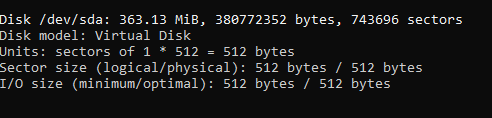 Disk /dev/sda: 363.13 MiB, 380772352 bytes, 743696 sectors
Disk model: Virtual Disk
Units: sectors of 1 * 512 = 512 bytes
Sector size (logical/physical): 512 bytes / 512 bytes
I/O size (minimum/optimal): 512 bytes / 512 bytes